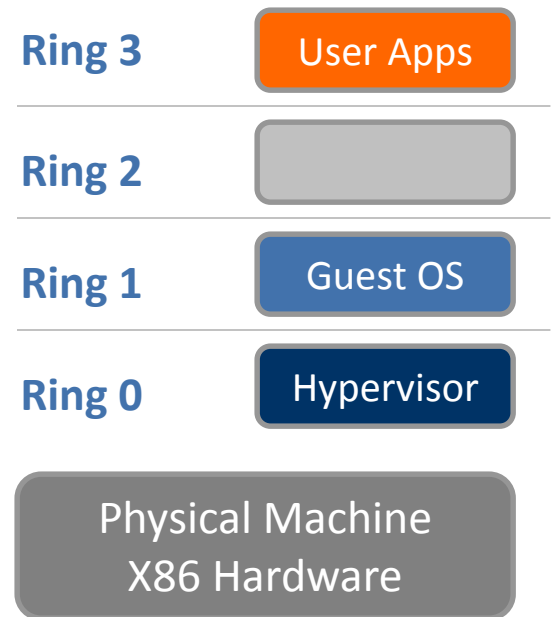 Ring 3
User Apps
Ring 2
Ring 1
Guest OS
Ring 0
Hypervisor
Physical Machine
X86 Hardware